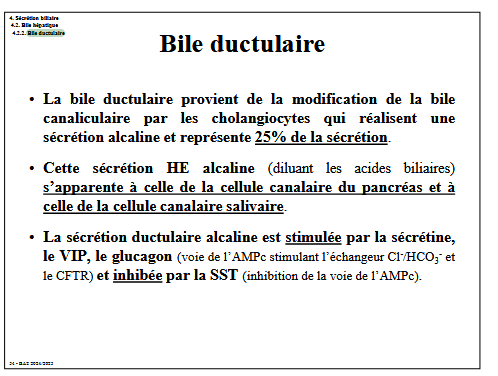 4. Sécrétion biliaire
4.2. Bile hépatique
4.2.2. Bile ductulaire
Bile ductulaire
• La bile ductulaire provient de la modification de la bile
canaliculaire par les cholangiocytes qui réalisent une
sécrétion alcaline et représente 25% de la sécrétion.
• Cette sécrétion HE alcaline (diluant les acides biliaires)
s’apparente à celle de la cellule canalaire du pancréas et à
celle de la cellule canalaire salivaire.
• La sécrétion ductulaire alcaline est stimulée par la sécrétine,
le VIP, le glucagon (voie de l’AMPc stimulant l’échangeur Cl⁻/HCO₃⁻ et
le CFTR) et inhibée par la SST (inhibition de la voie de l’AMPc).